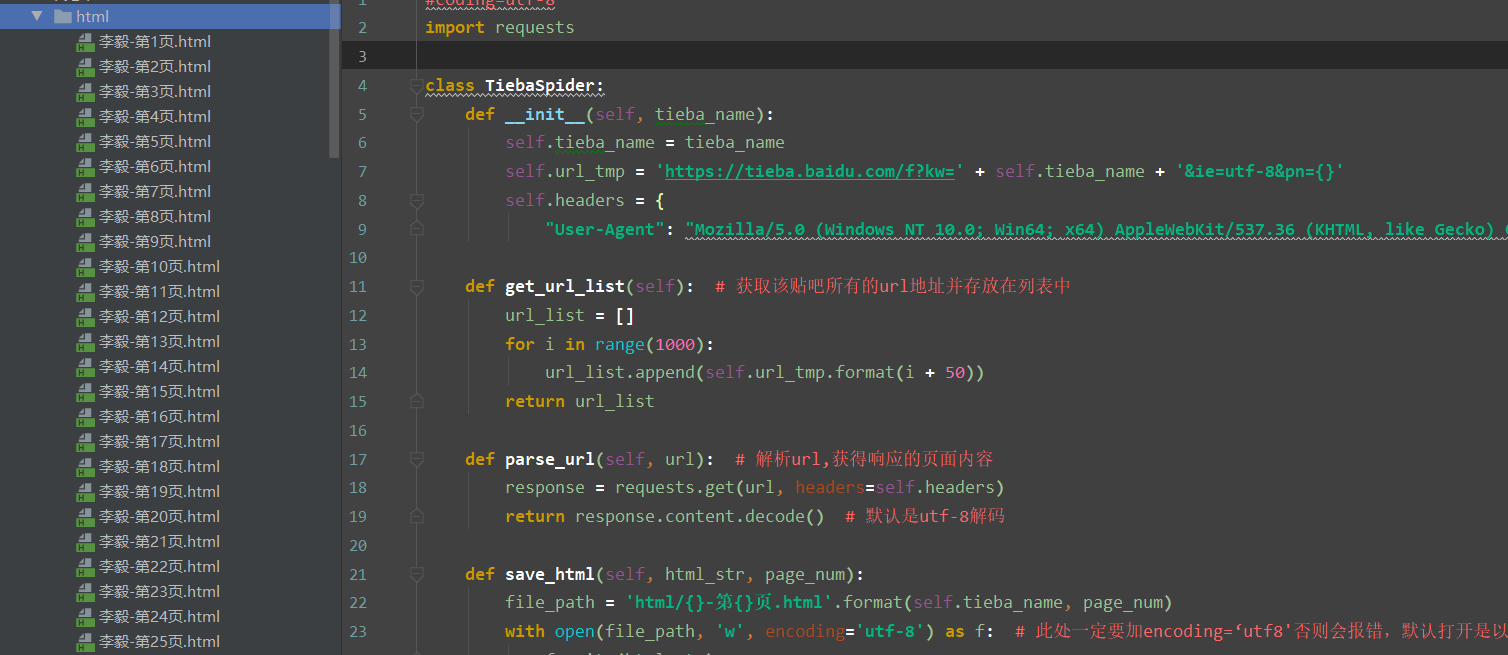 html
李毅-第1页.html
李毅-第2页.html
李毅-第3页.html
李毅-第4页.html
李毅-第5页.html
李毅-第6页.html
李毅-第7页.html
李毅-第8页.html
李毅-第9页.html
李毅-第10页.html
李毅-第11页.html
李毅-第12页.html
李毅-第13页.html
李毅-第14页.html
李毅-第15页.html
李毅-第16页.html
李毅-第17页.html
李毅-第18页.html
李毅-第19页.html
李毅-第20页.html
李毅-第21页.html
李毅-第22页.html
李毅-第23页.html
李毅-第24页.html
李毅-第25页.html
1 #coding=utf-8
2 import requests
3
4 class TiebaSpider:
5 def __init__(self, tieba_name):
6 self.tieba_name = tieba_name
7 self.url_tmp = 'https://tieba.baidu.com/f?kw=' + self.tieba_name + '&ie=utf-8&pn={}'
8 self.headers = {
9 "User-Agent": "Mozilla/5.0 (Windows NT 10.0; Win64; x64) AppleWebKit/537.36 (KHTML, like Gecko)
10
11 def get_url_list(self): # 获取该贴吧所有的url地址并存放在列表中
12 url_list = []
13 for i in range(1000):
14 url_list.append(self.url_tmp.format(i + 50))
15 return url_list
16
17 def parse_url(self, url): # 解析url,获得响应的页面内容
18 response = requests.get(url, headers=self.headers)
19 return response.content.decode() # 默认是utf-8解码
20
21 def save_html(self, html_str, page_num):
22 file_path = 'html/{}-第{}页.html'.format(self.tieba_name, page_num)
23 with open(file_path, 'w', encoding='utf-8') as f: # 此处一定要加encoding=‘utf8'否则会报错，默认打开是以